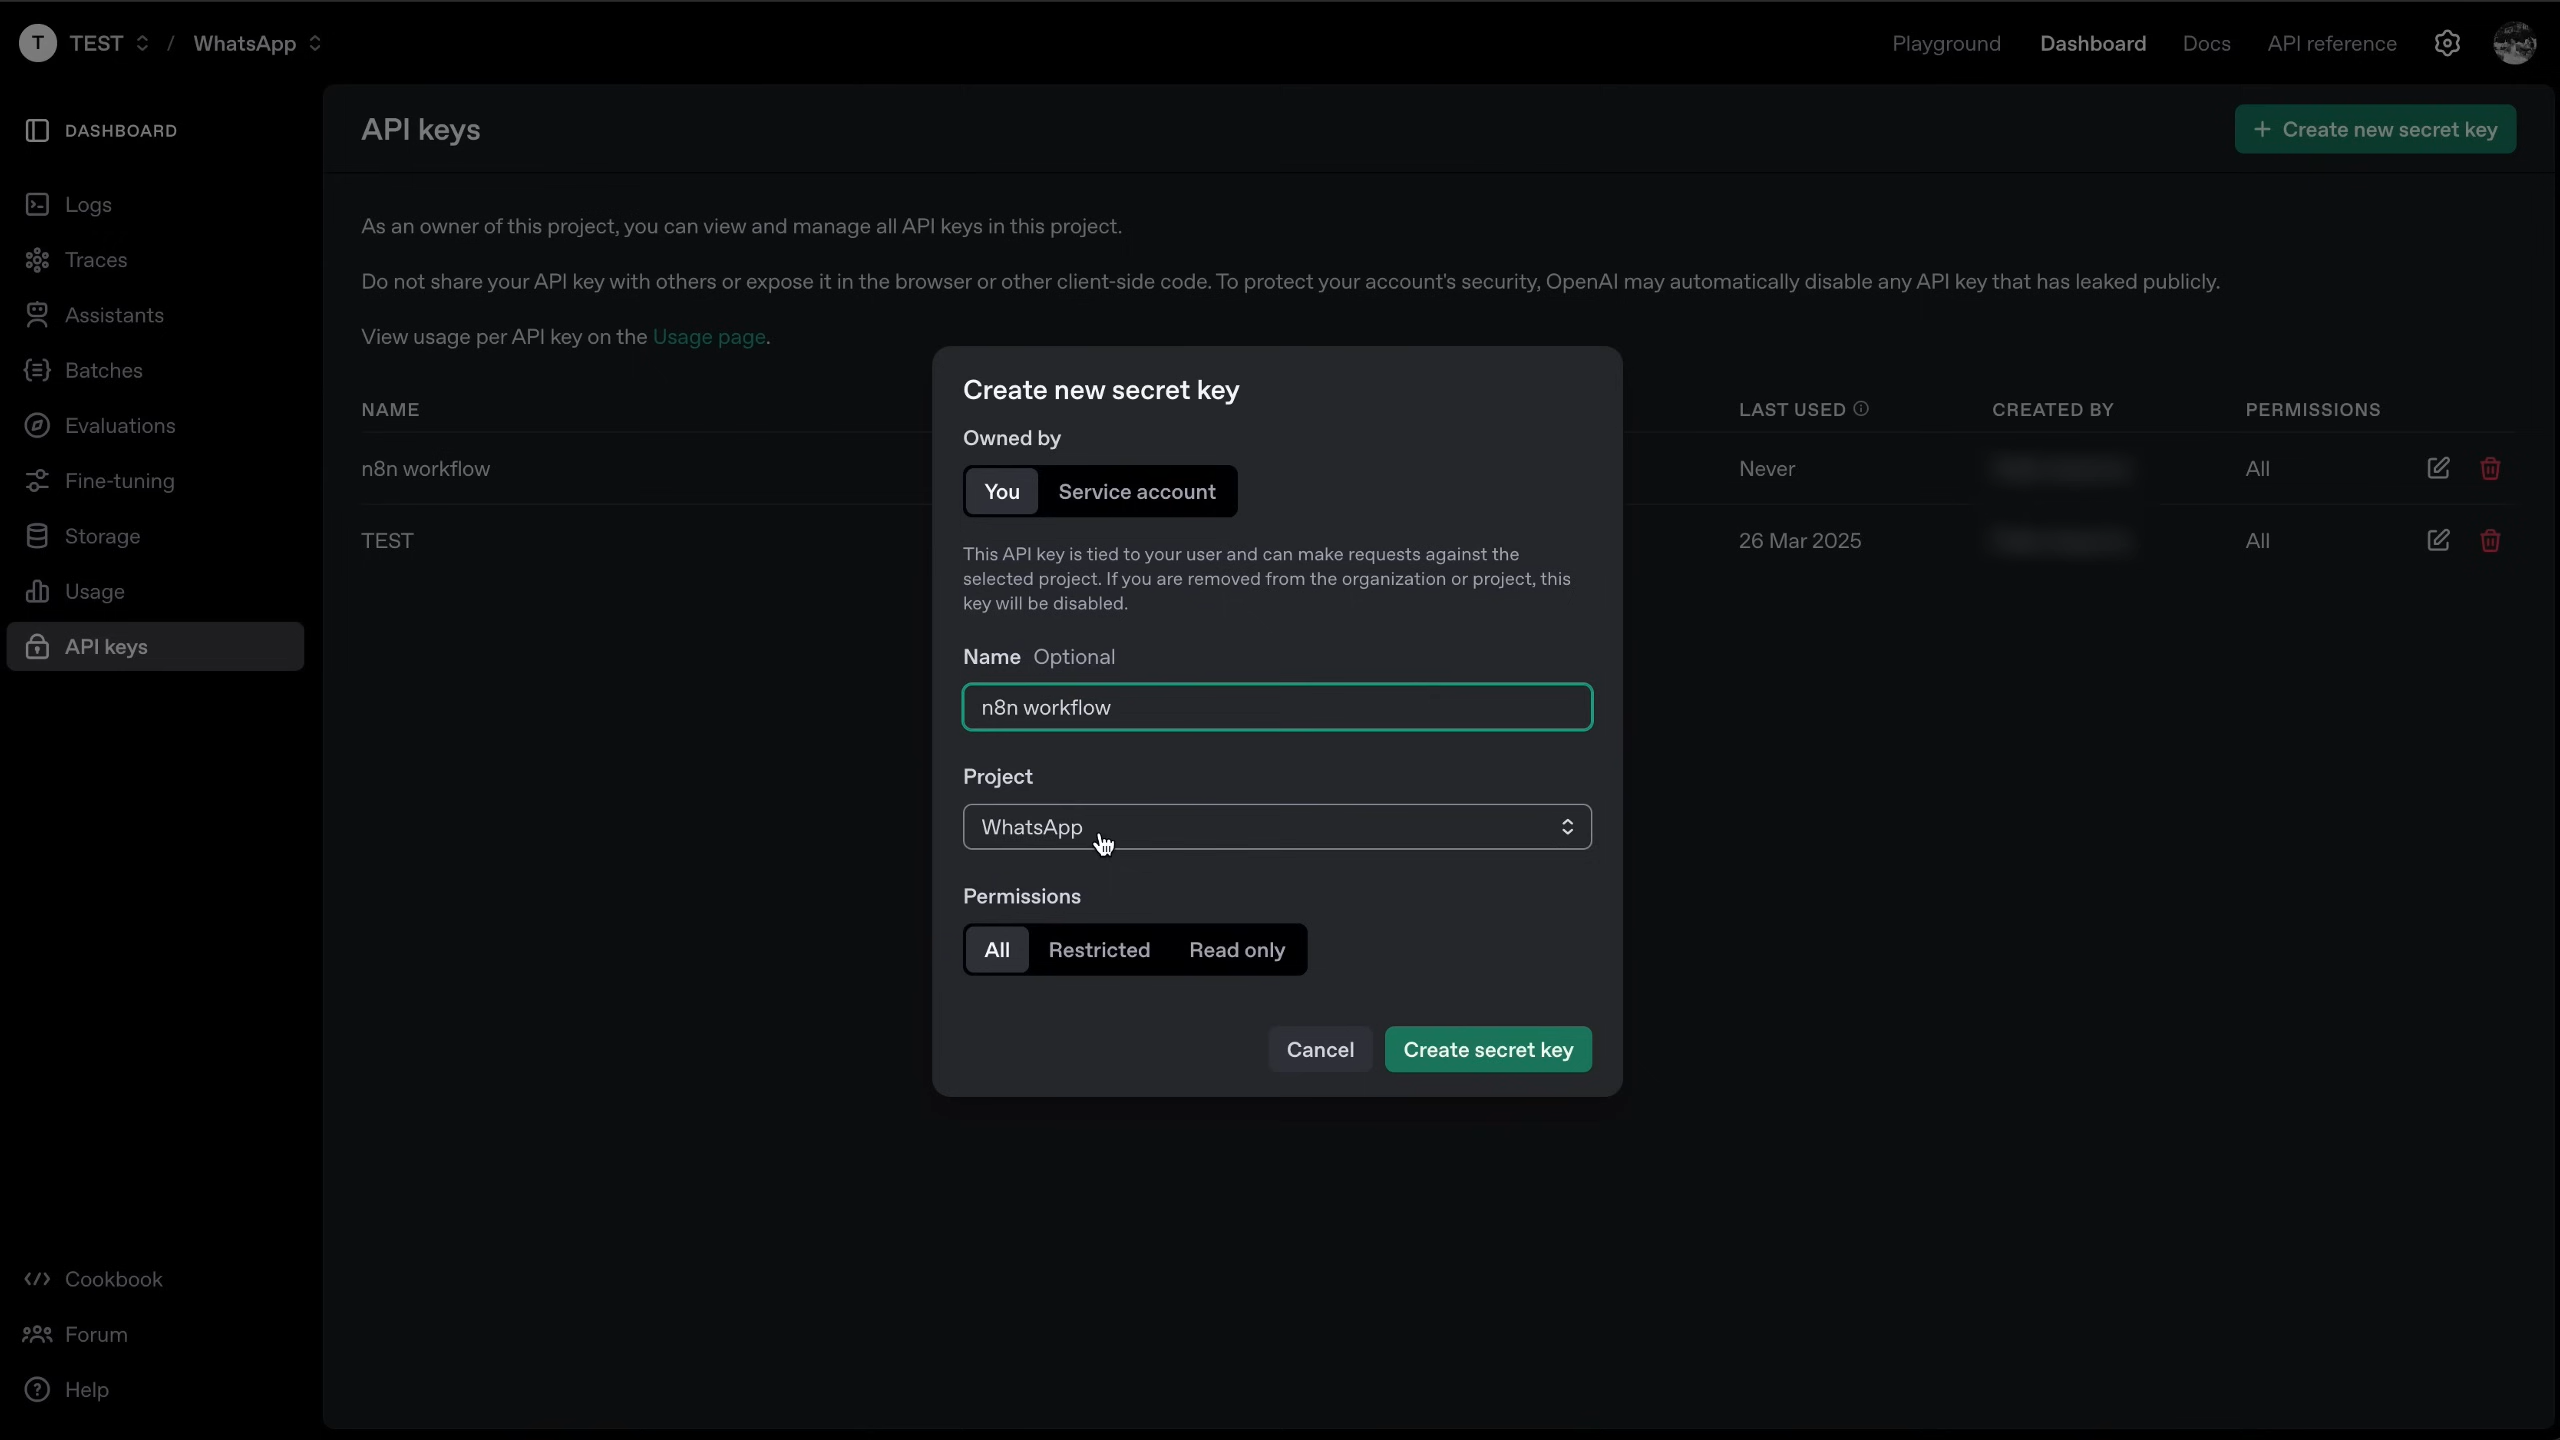 T TEST / WhatsApp
Playground Dashboard Docs API reference
DASHBOARD
Logs
Traces
Assistants
Batches
Evaluations
Fine-tuning
Storage
Usage
API keys
Cookbook
Forum
Help
API keys
+ Create new secret key
As an owner of this project, you can view and manage all API keys in this project.
Do not share your API key with others or expose it in the browser or other client-side code. To protect your account's security, OpenAI may automatically disable any API key that has leaked publicly.
View usage per API key on the Usage page.
NAME LAST USED CREATED BY PERMISSIONS
n8n workflow Never All
TEST 26 Mar 2025 All
Create new secret key
Owned by
You Service account
This API key is tied to your user and can make requests against the
selected project. If you are removed from the organization or project, this
key will be disabled.
Name Optional
n8n workflow
Project
WhatsApp
Permissions
All Restricted Read only
Cancel Create secret key